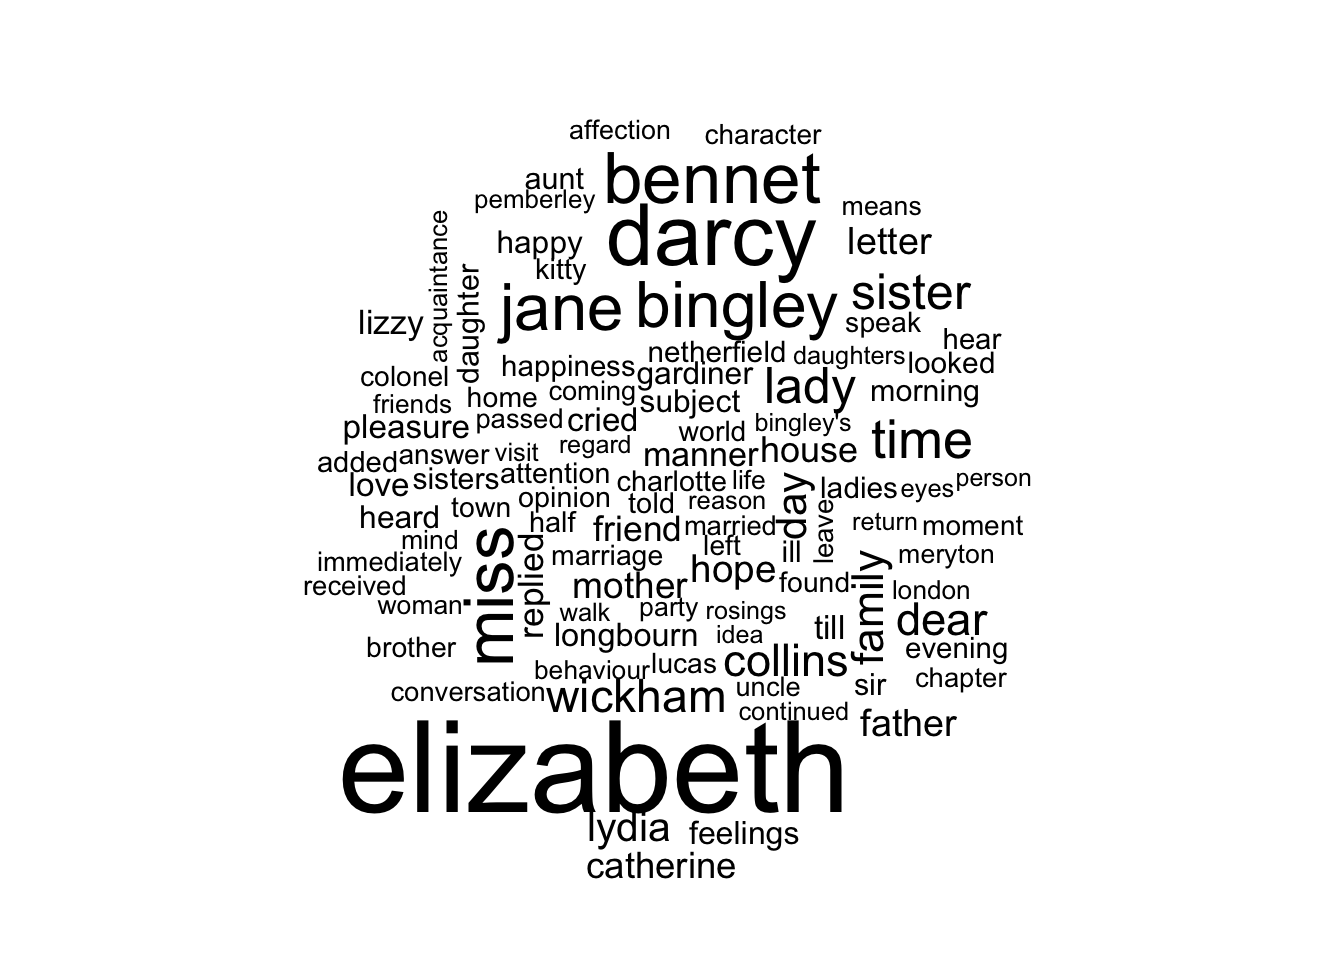 affection
character
bennet
aunt
pemberley
means
darcy
happy
letter
kitty
acquaintance
daughter
jane
bingley
sister
lizzy
speak
hear
netherfield
daughters
looked
happiness
gardiner
lady
morning
colonel
home
coming
subject
friends
passed
cried
world
bingley's
time
pleasure
regard
manner
house
added
answer
visit
love
sisters
attention
charlotte
life
day
ladies
eyes
person
town
opinion
told
reason
leave
heard
half
friend
married
return
moment
mind
miss
replied
marriage
left
ill
meryton
immediately
hope
family
received
mother
found
london
woman
walk
party
rosings
till
dear
longbourn
idea
brother
evening
behaviour
lucas
collins
sir
chapter
conversation
wickham
uncle
continued
father
elizabeth
lydia
feelings
catherine